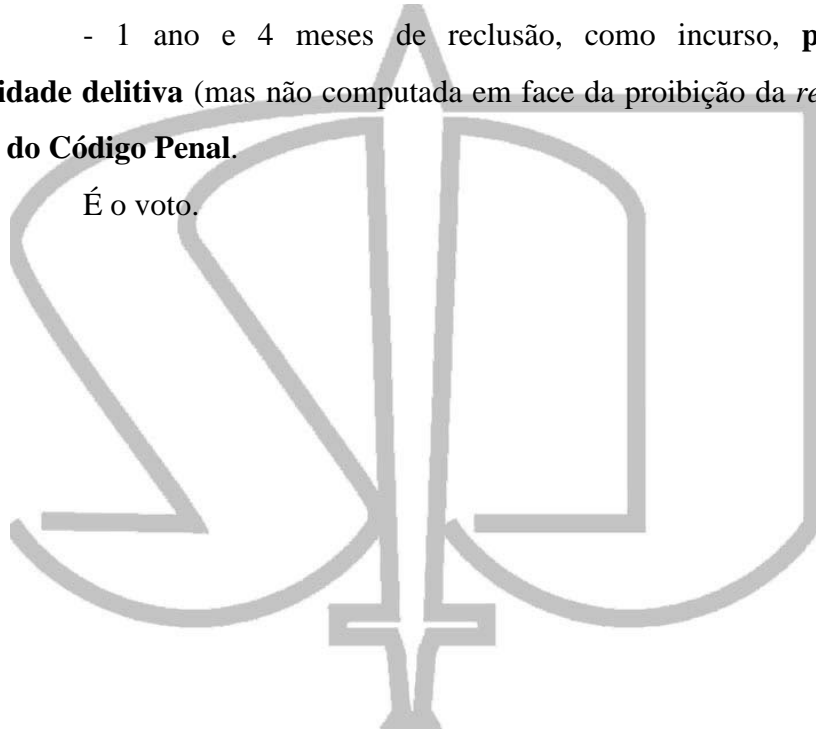 - 1 ano e 4 meses de reclusão, como incurso,
idade delitiva (mas não computada em face da proibição da
do Código Penal.
É o voto.